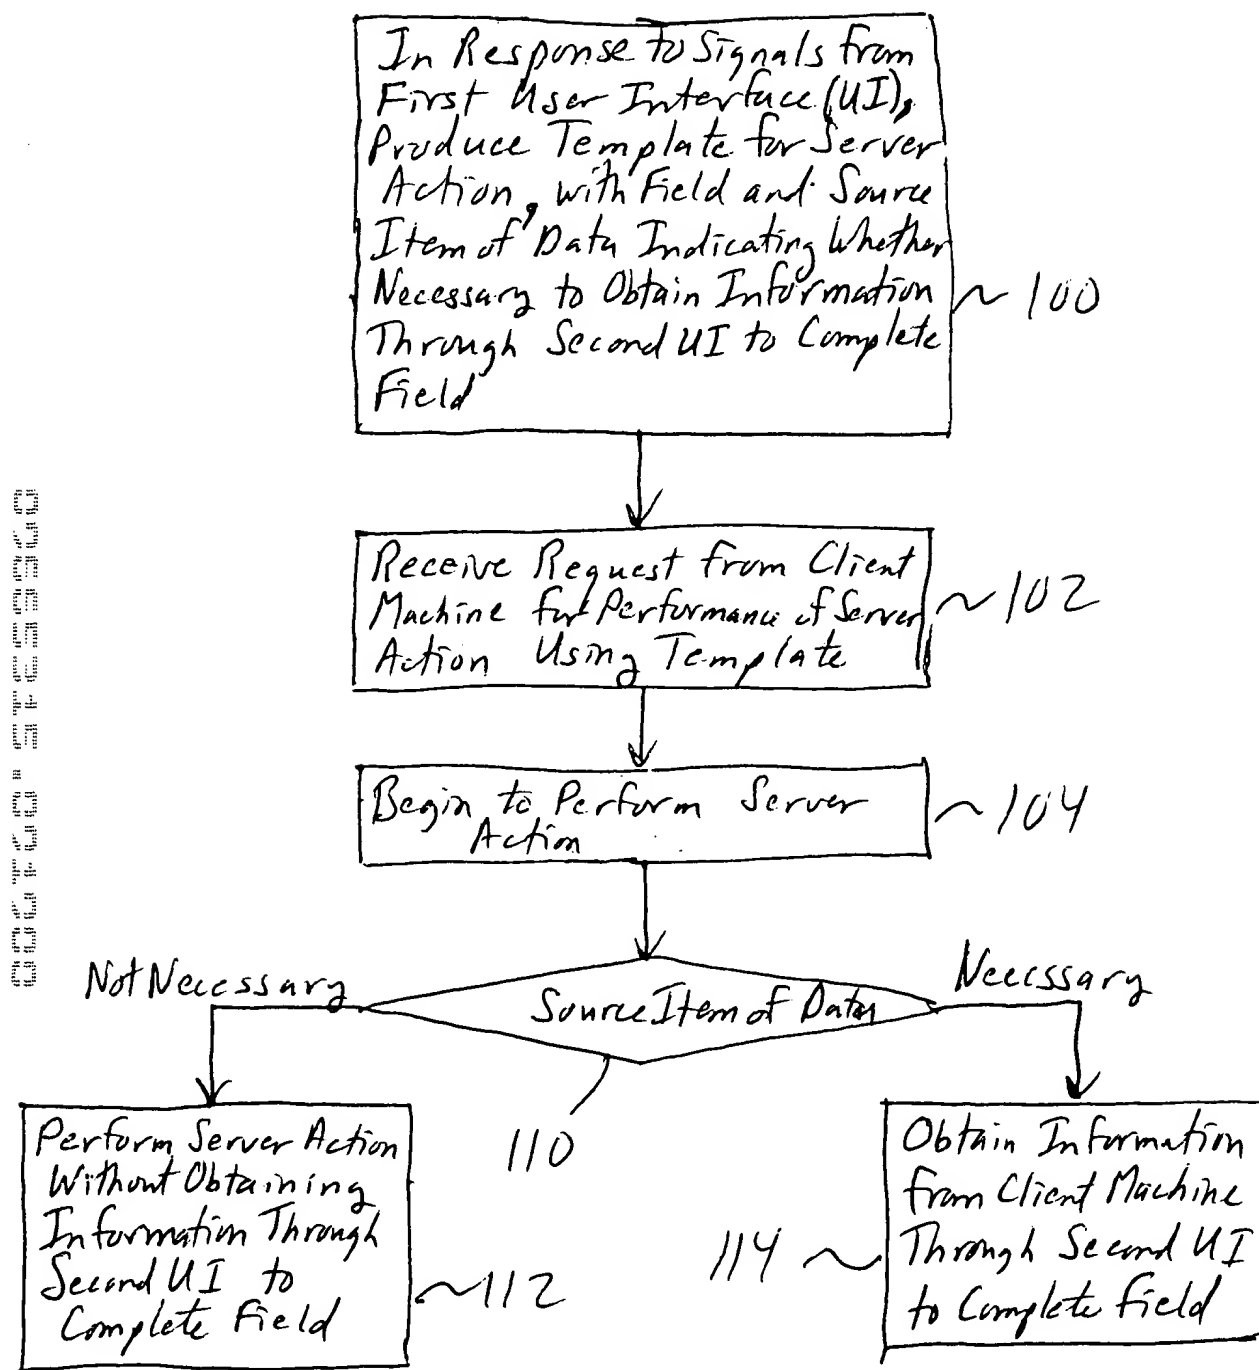 In Response to Signals from
First User Interface (UI),
Produce Template for Server
Action, with Field and Source
Item of Data Indicating Whether
Necessary to Obtain Information
Through Second UI to Complete
Field
~ 100
Receive Request from Client
Machine for Performance of Server
Action Using Template
~ 102
Begin to Perform Server
Action
~ 104
Not Necessary
Source Item of Data
Necessary
110
Perform Server Action
Without Obtaining
Information Through
Second UI to
Complete Field
~ 112
Obtain Information
from Client Machine
Through Second UI
to Complete Field
114 ~